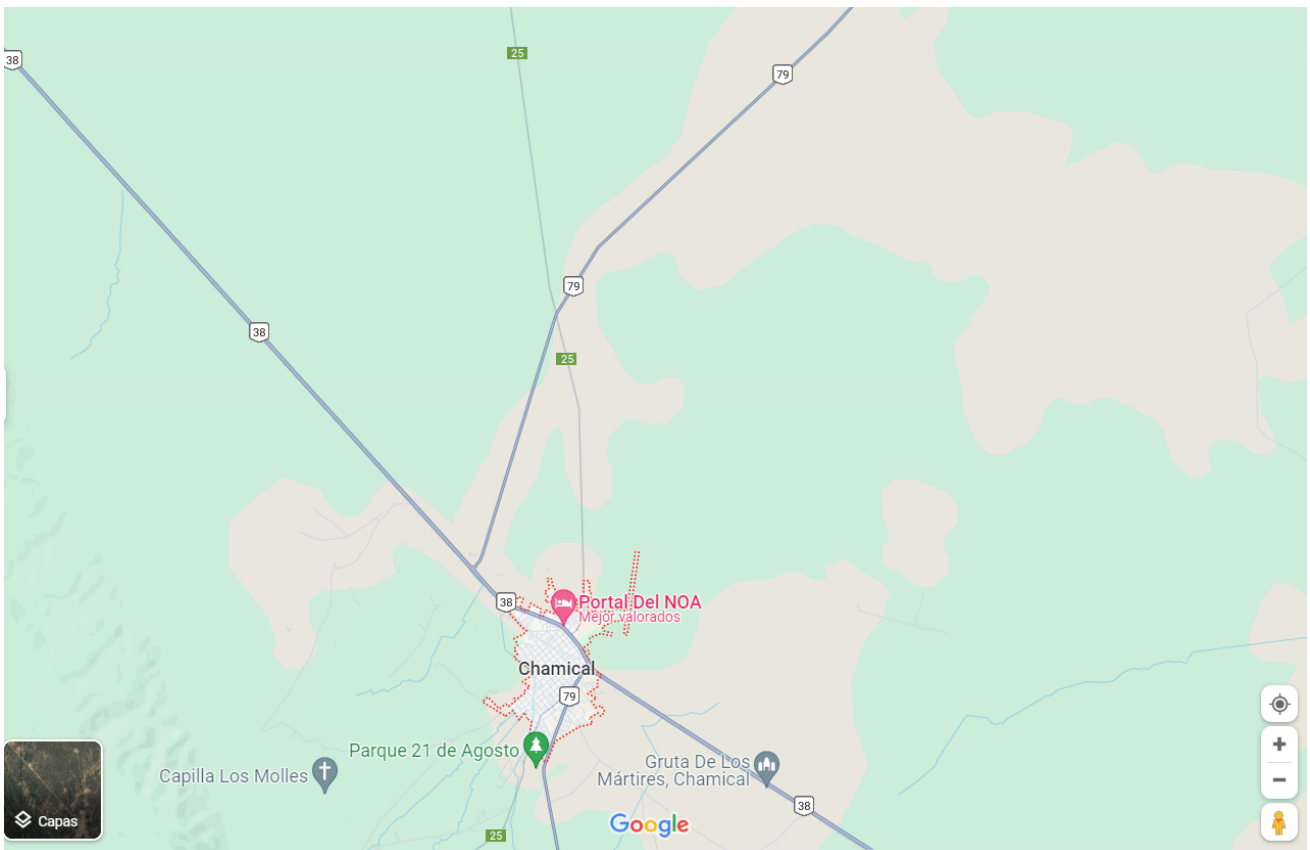 25
38
79
79
38
25
38
Portal Del NOA
Mejor valorados
Chamical
79
Parque 21 de Agosto
Capilla Los Molles
Gruta De Los
Mártires, Chamical
38
Capas
Google
25